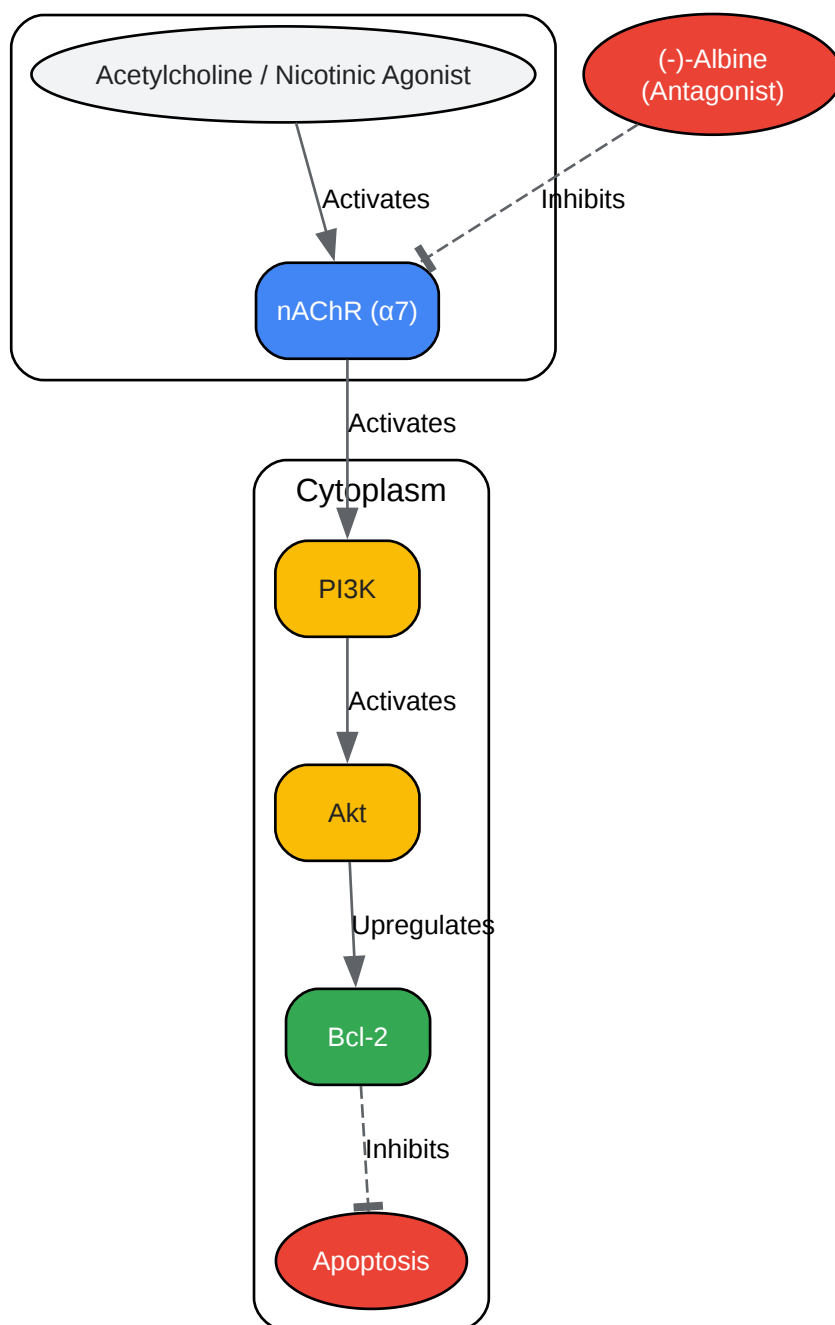 Acetylcholine / Nicotinic Agonist
(-)-Albine
(Antagonist)
Activates
Inhibits
nAChR (α7)
Activates
Cytoplasm
PI3K
Activates
Akt
Upregulates
Bcl-2
Inhibits
Apoptosis